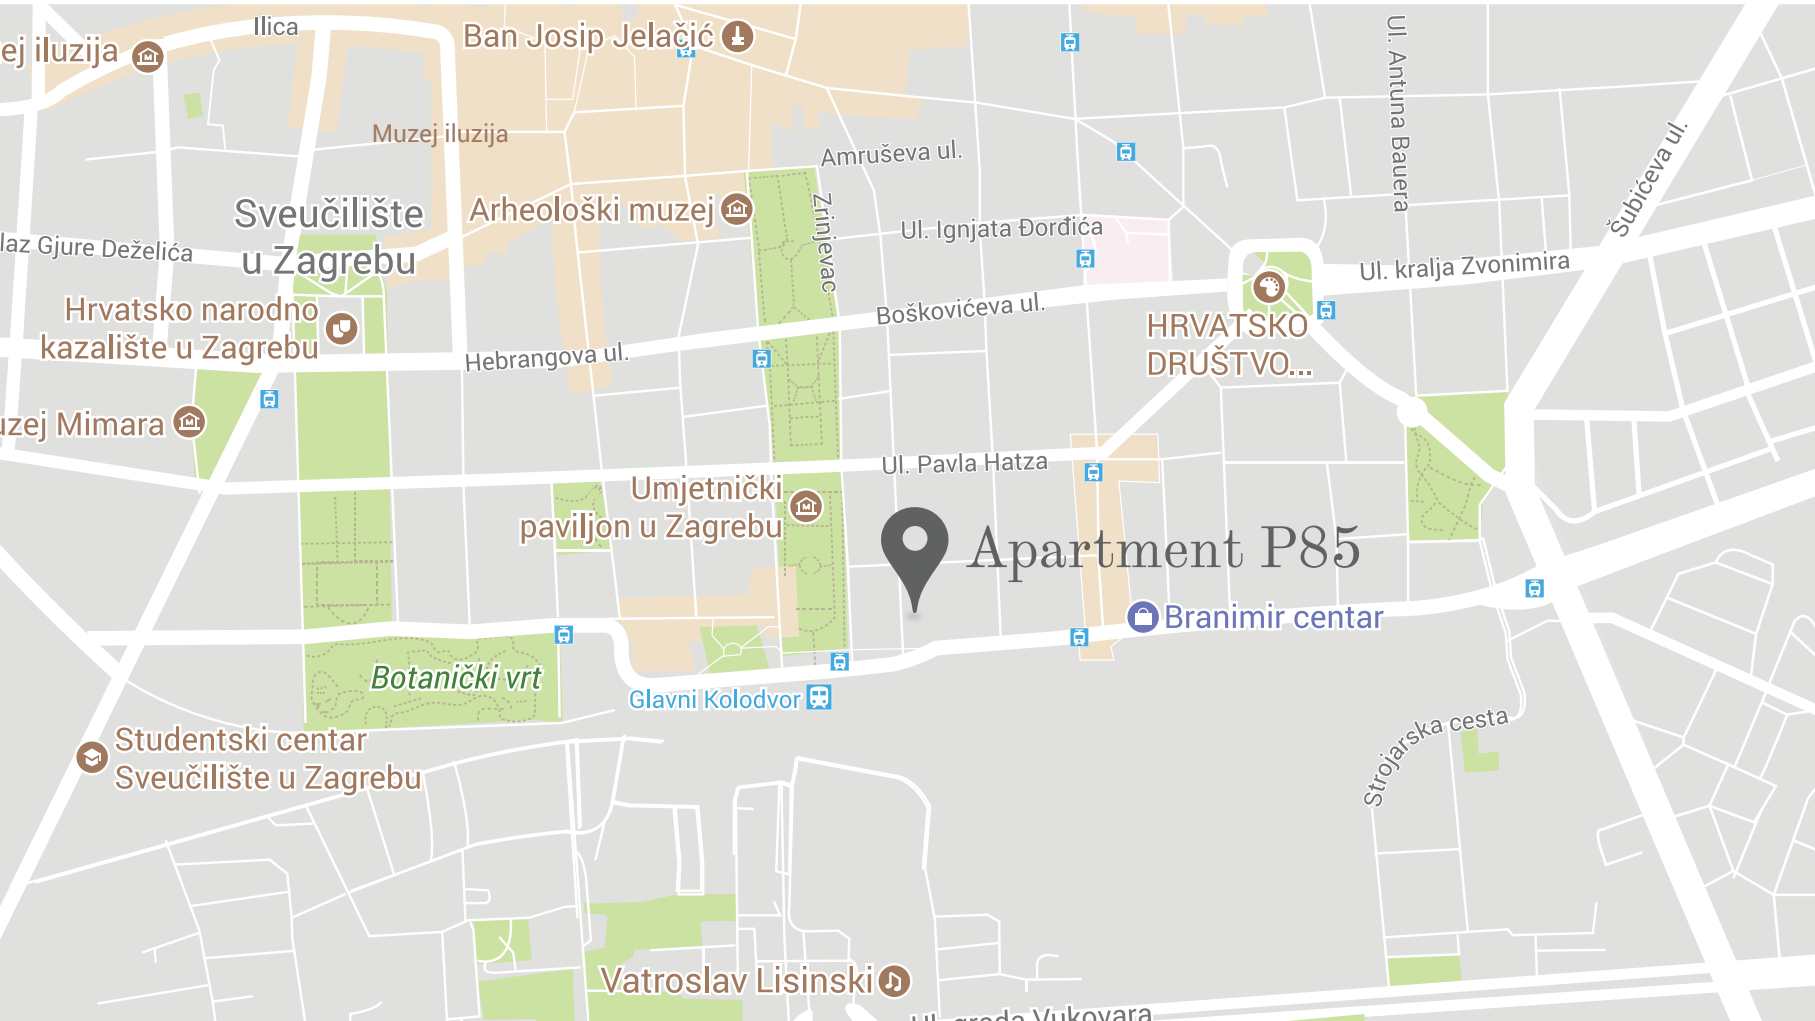 Ilica
Ban Josip Jelačić
ej iluzija
Ul. Antuna Bauera
Muzej iluzija
Amruševa ul.
Šubićeva ul.
Sveučilište
u Zagrebu
Arheološki muzej
Zrinjevac
Ul. Ignjata Đorđića
laz Gjure Deželića
Ul. kralja Zvonimira
Hrvatsko narodno
kazalište u Zagrebu
Boškovićeva ul.
HRVATSKO
DRUŠTVO...
Hebrangova ul.
uzej Mimara
Ul. Pavla Hatza
Umjetnički
paviljon u Zagrebu
Apartment P85
Branimir centar
Botanički vrt
Glavni Kolodvor
Strojarska cesta
Studentski centar
Sveučilište u Zagrebu
Vatroslav Lisinski
Ul. grada Vukovara